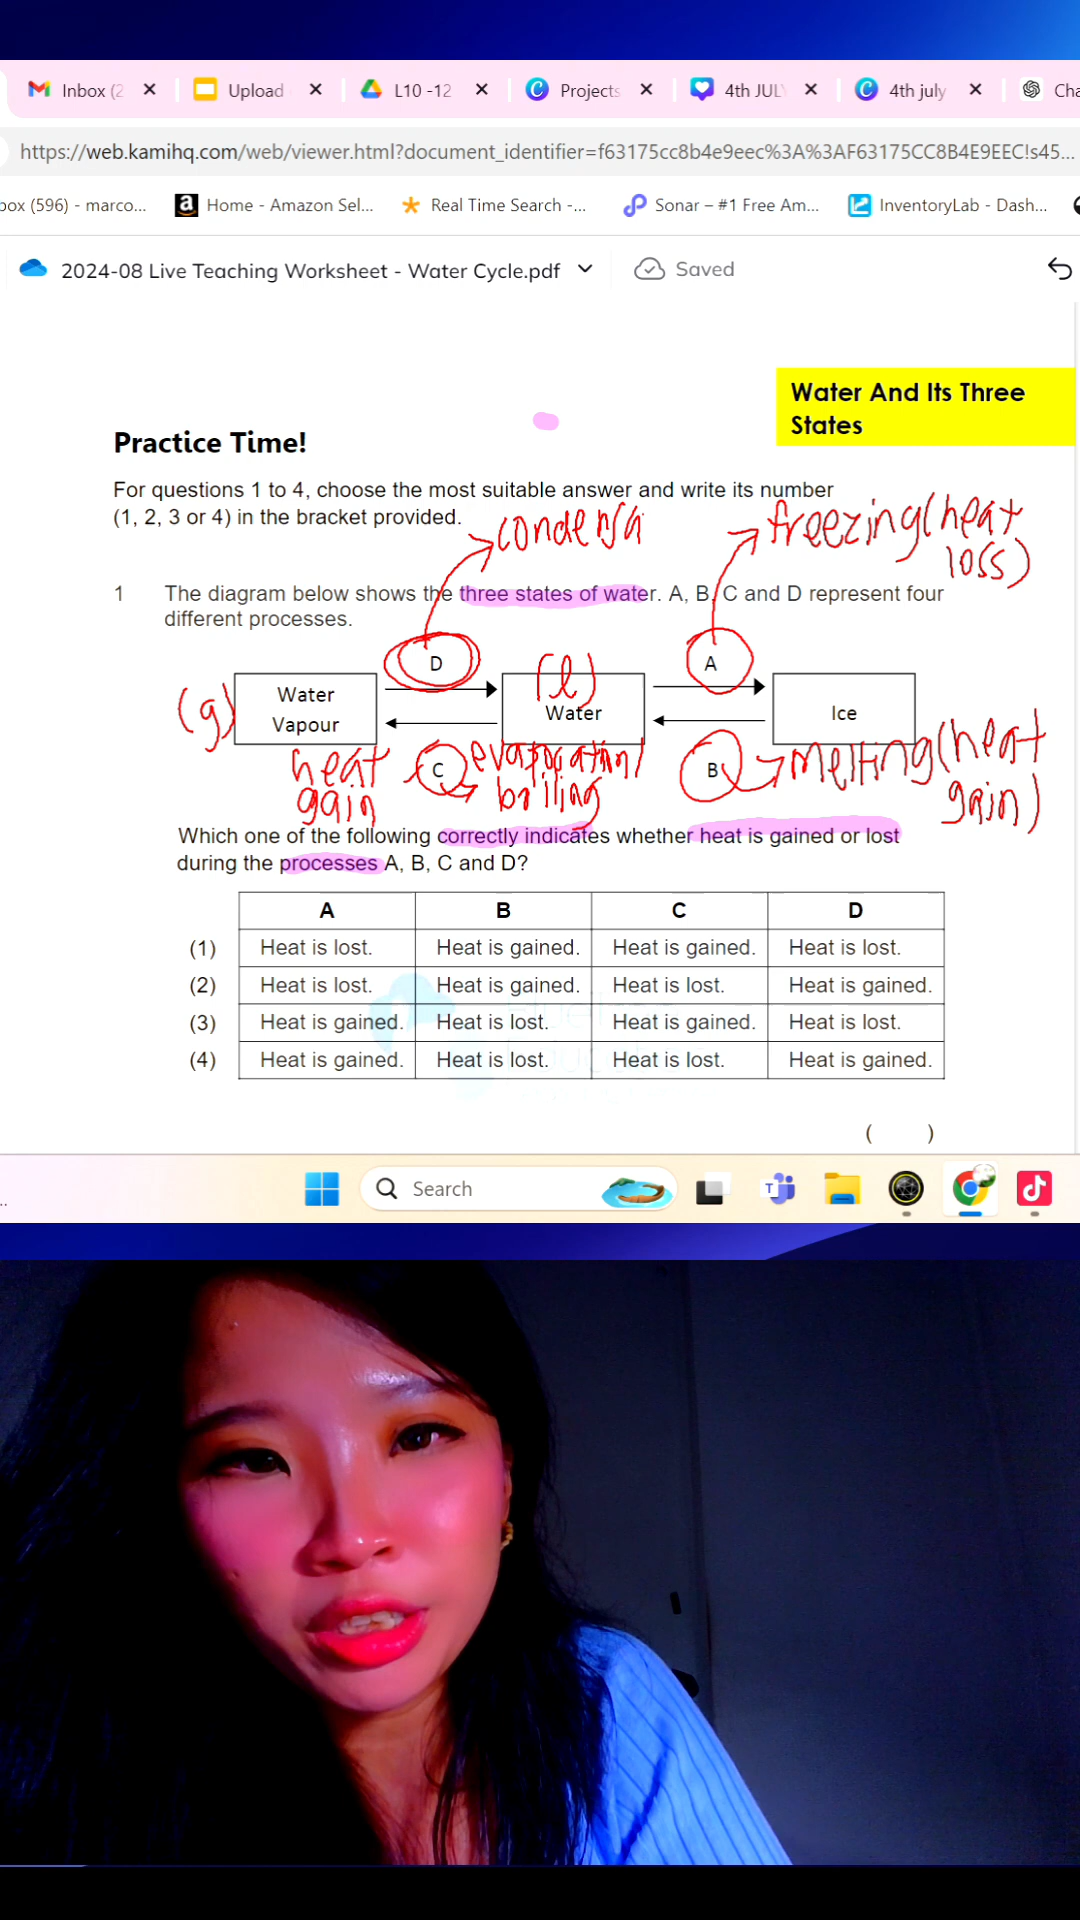 Inbox (2
Upload
L10 -12
Projects
4th JUL
4th july
Cha
https://web.kamihq.com/web/viewer.html?document_identifier=f63175cc8b4e9eec%3A%3AF63175CC8B4E9EEC!s45...
box (596) - marco...
Home - Amazon Sel...
Real Time Search -...
Sonar – #1 Free Am...
InventoryLab - Dash...
2024-08 Live Teaching Worksheet - Water Cycle.pdf
Saved
Water And Its Three
States
Practice Time!
For questions 1 to 4, choose the most suitable answer and write its number
(1, 2, 3 or 4) in the bracket provided.
condensa
freezing(heat
loss)
1 The diagram below shows the three states of water. A, B, C and D represent four
different processes.
D
A
(g)
Water
Vapour
(l)
Water
Ice
heat
gain
C
evaporation/
boiling
B
melting(heat
gain)
Which one of the following correctly indicates whether heat is gained or lost
during the processes A, B, C and D?
A B C D
(1) Heat is lost. Heat is gained. Heat is gained. Heat is lost.
(2) Heat is lost. Heat is gained. Heat is lost. Heat is gained.
(3) Heat is gained. Heat is lost. Heat is gained. Heat is lost.
(4) Heat is gained. Heat is lost. Heat is lost. Heat is gained.
( )
Search